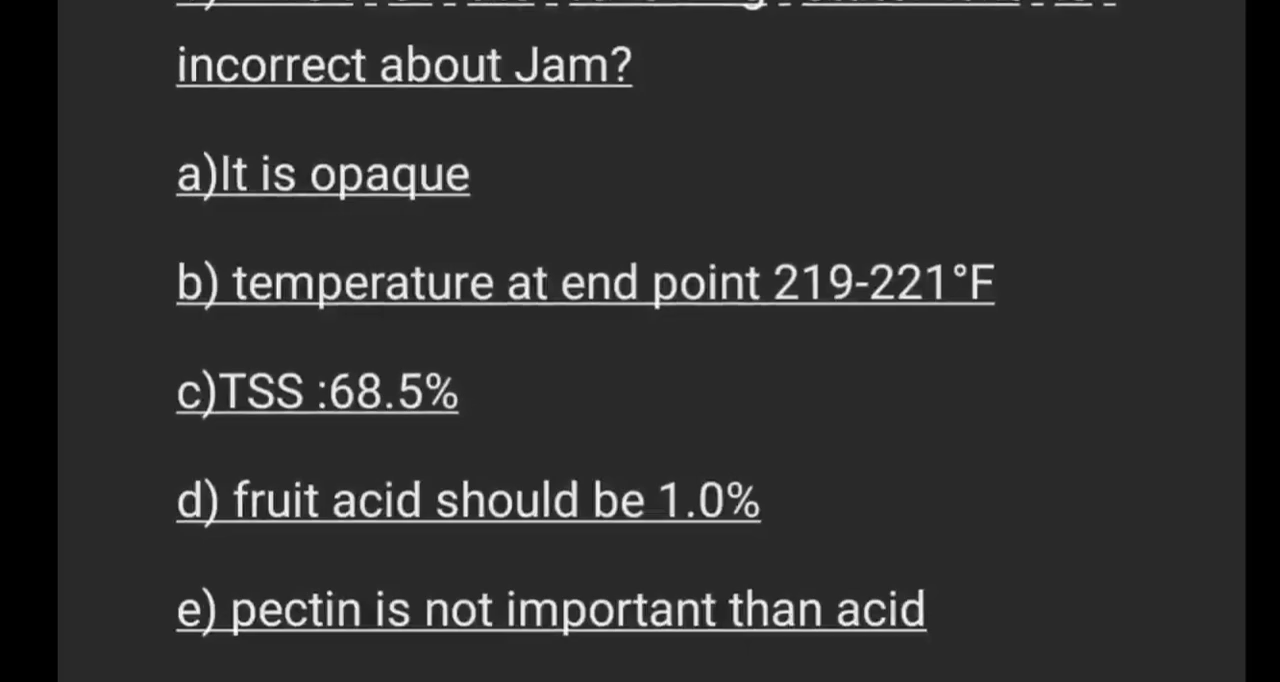 incorrect about Jam?
a)It is opaque
b) temperature at end point 219-221°F
c)TSS :68.5%
d) fruit acid should be 1.0%
e) pectin is not important than acid